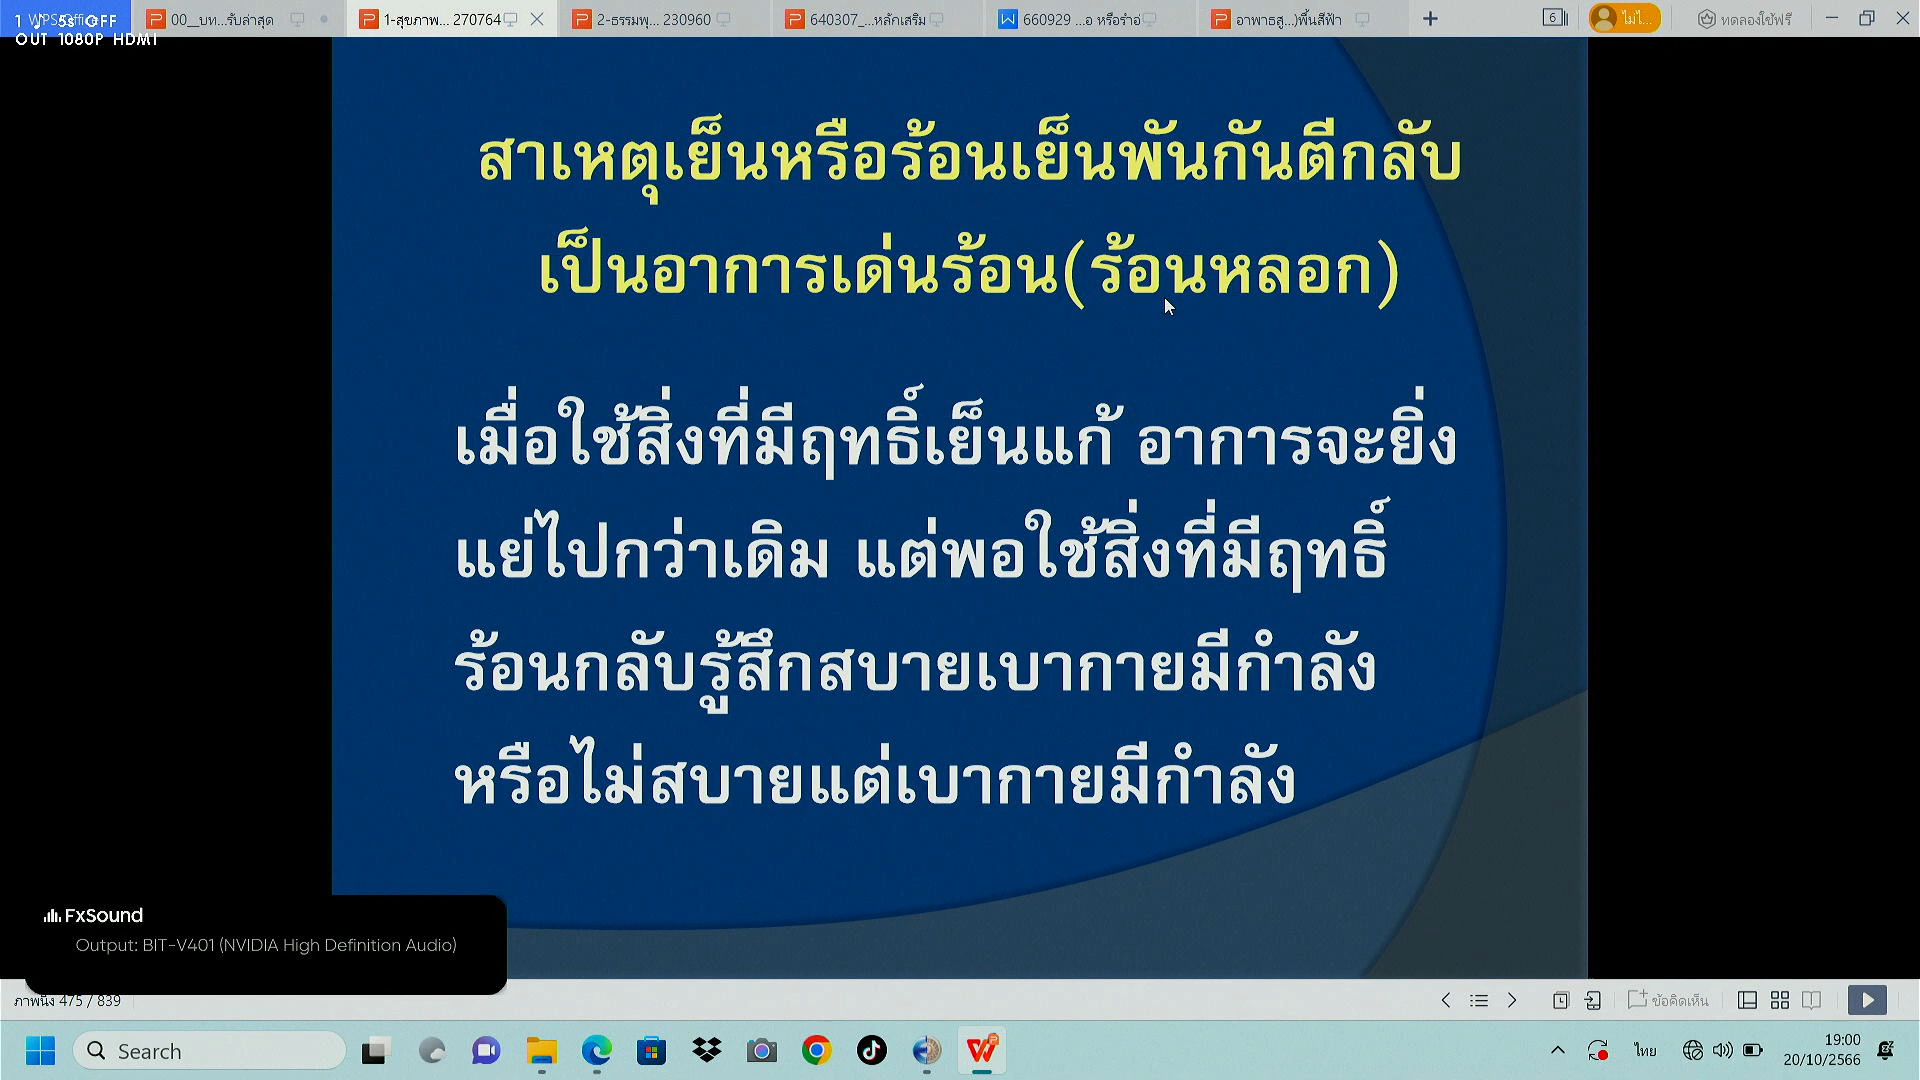 WPS Office
1 ♪ 5s OFF
OUT 1080P HDMI
00__บท...รับล่าสุด
1-สุขภาพ... 270764
2-ธรรมพุ... 230960
640307_...หลักเสริม
660929 ...อ หรือรำอ่
อาพาธสู...)พื้นสีฟ้า
6
ไม่ไ...
ทดลองใช้ฟรี
สาเหตุเย็นหรือร้อนเย็นพันกันตีกลับ
เป็นอาการเด่นร้อน(ร้อนหลอก)
เมื่อใช้สิ่งที่มีฤทธิ์เย็นแก้ อาการจะยิ่ง
แย่ไปกว่าเดิม แต่พอใช้สิ่งที่มีฤทธิ์
ร้อนกลับรู้สึกสบายเบากายมีกำลัง
หรือไม่สบายแต่เบากายมีกำลัง
FxSound
Output: BIT-V401 (NVIDIA High Definition Audio)
ภาพนิ่ง 475 / 839
ข้อคิดเห็น
Search
ไทย
19:00
20/10/2566